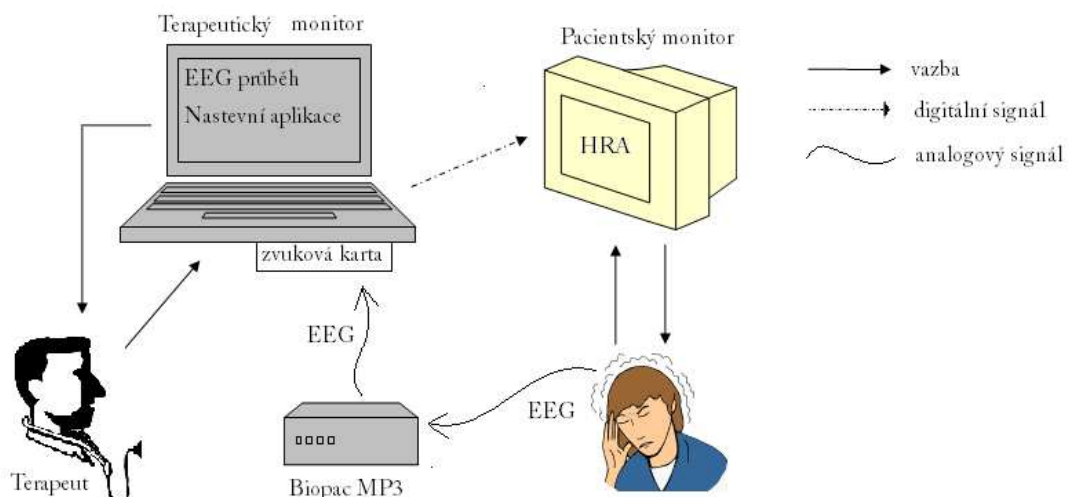 Terapeutický monitor
EEG průběh
Nastevní aplikace
zvuková karta
Pacientský monitor
HRA
vazba
digitální signál
analogový signál
EEG
EEG
Terapeut
Biopac MP3